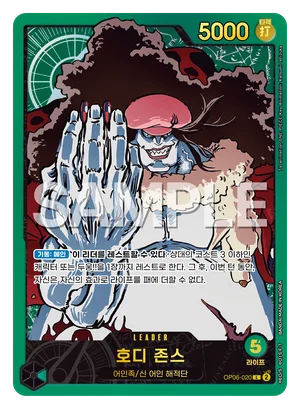 5000
타격
打
SAMPLE
기동: 메인 이 리더를 레스트할 수 있다: 상대의 코스트 3 이하인
캐릭터 또는 두웅!!을 1장까지 레스트로 한다. 그 후, 이번 턴 동안,
자신은 자신의 효과로 라이프를 패에 더할 수 없다.
LEADER
호디 존스
5
라이프
어인족/신 어인 해적단
OP06-020 L 2